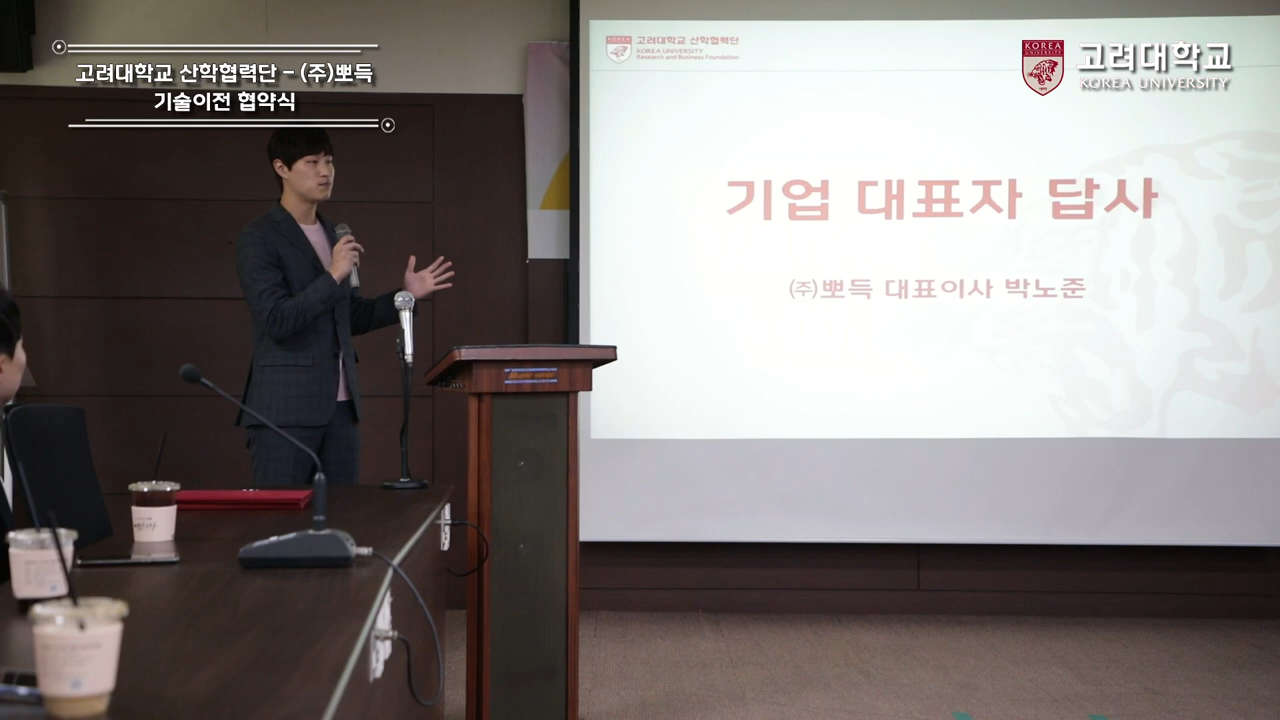 고려대학교 산학협력단 - (주)뽀득
기술이전 협약식
KOREA
고려대학교
KOREA UNIVERSITY
KOREA
고려대학교 산학협력단
KOREA UNIVERSITY
Research and Business Foundation
기업 대표자 답사
㈜뽀득 대표이사 박노준